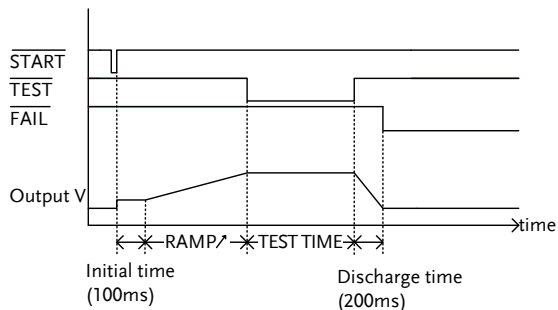 START
TEST
FAIL
Output V
time
RAMP↗ TEST TIME
Initial time
(100ms)
Discharge time
(200ms)